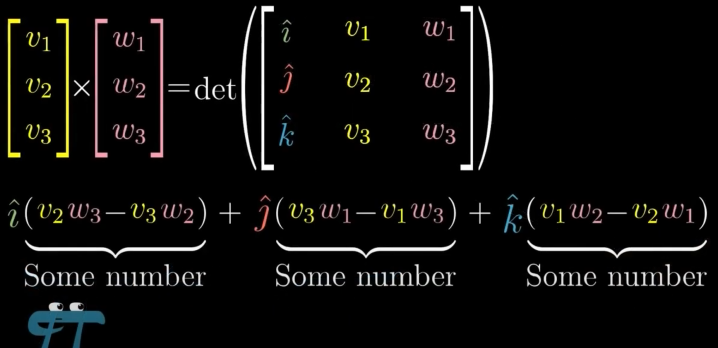 [v₁ v₂ v₃] × [w₁ w₂ w₃] = det([î v₁ w₁
ĵ v₂ w₂
k̂ v₃ w₃])
î(v₂w₃−v₃w₂) + ĵ(v₃w₁−v₁w₃) + k̂(v₁w₂−v₂w₁)
Some number Some number Some number